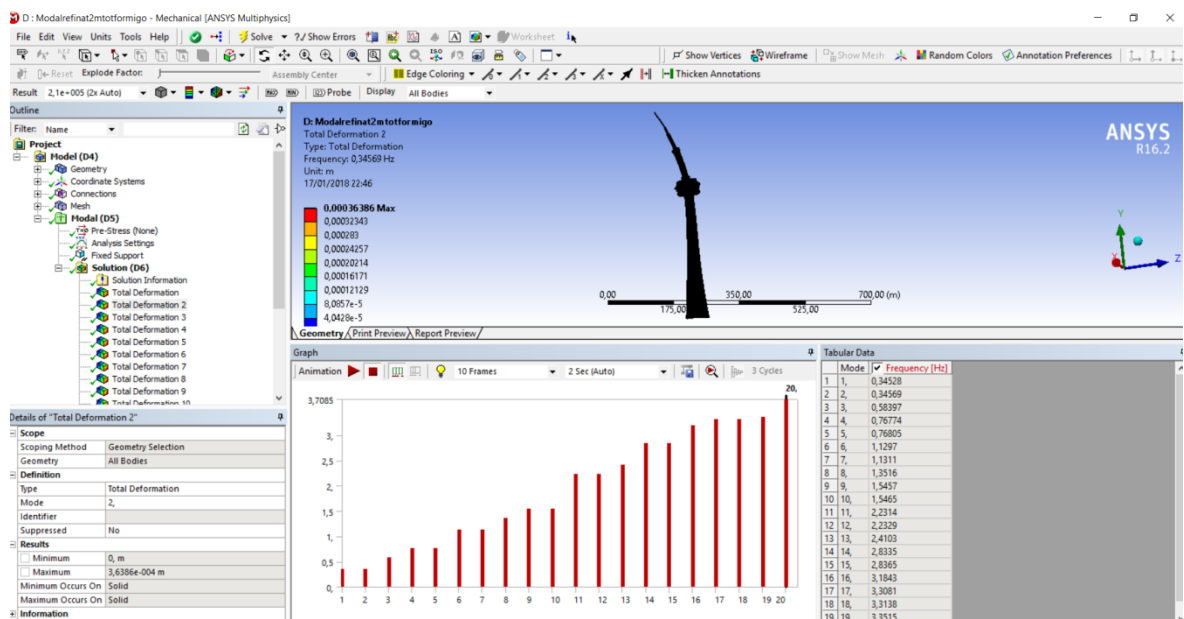 D : Modalrefinat2mtotformigo - Mechanical [ANSYS Multiphysics]
File Edit View Units Tools Help Solve ?/ Show Errors Worksheet
Show Vertices Wireframe Show Mesh Random Colors Annotation Preferences
Reset Explode Factor: Assembly Center Edge Coloring Thicken Annotations
Result 2,1e+005 (2x Auto) Probe Display All Bodies
Outline
Filter: Name
Project
Model (D4)
Geometry
Coordinate Systems
Connections
Mesh
Modal (D5)
Pre-Stress (None)
Analysis Settings
Fixed Support
Solution (D6)
Solution Information
Total Deformation
Total Deformation 2
Total Deformation 3
Total Deformation 4
Total Deformation 5
Total Deformation 6
Total Deformation 7
Total Deformation 8
Total Deformation 9
Total Deformation 10
Details of "Total Deformation 2"
Scope
Scoping Method Geometry Selection
Geometry All Bodies
Definition
Type Total Deformation
Mode 2,
Identifier
Suppressed No
Results
Minimum 0, m
Maximum 3,6386e-004 m
Minimum Occurs On Solid
Maximum Occurs On Solid
Information
D: Modalrefinat2mtotformigo
Total Deformation 2
Type: Total Deformation
Frequency: 0,34569 Hz
Unit: m
17/01/2018 22:46
0,00036386 Max
0,00032343
0,000283
0,00024257
0,00020214
0,00016171
0,00012129
8,0857e-5
4,0428e-5
ANSYS
R16.2
Y
Z
X
0,00 350,00 700,00 (m)
175,00 525,00
Geometry Print Preview Report Preview
Graph
Animation 10 Frames 2 Sec (Auto) 3 Cycles
20,
3,7085
3,
2,5
2,
1,5
1,
0,5
0,
1 2 3 4 5 6 7 8 9 10 11 12 13 14 15 16 17 18 19 20
Tabular Data
Mode Frequency [Hz]
1 1, 0,34528
2 2, 0,34569
3 3, 0,58397
4 4, 0,76774
5 5, 0,76805
6 6, 1,1297
7 7, 1,1311
8 8, 1,3516
9 9, 1,5457
10 10, 1,5465
11 11, 2,2314
12 12, 2,2329
13 13, 2,4103
14 14, 2,8335
15 15, 2,8365
16 16, 3,1843
17 17, 3,3081
18 18, 3,3138
19 19, 3,3515